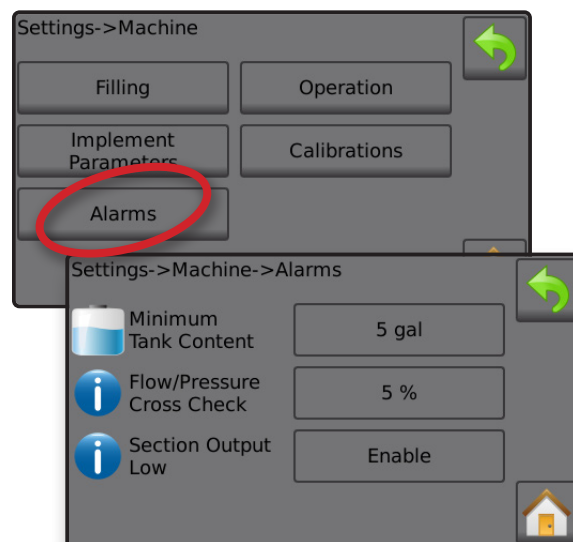 Settings->Machine
Filling
Operation
Implement
Parameters
Calibrations
Alarms
Settings->Machine->Alarms
Minimum
Tank Content
5 gal
Flow/Pressure
Cross Check
5 %
Section Output
Low
Enable